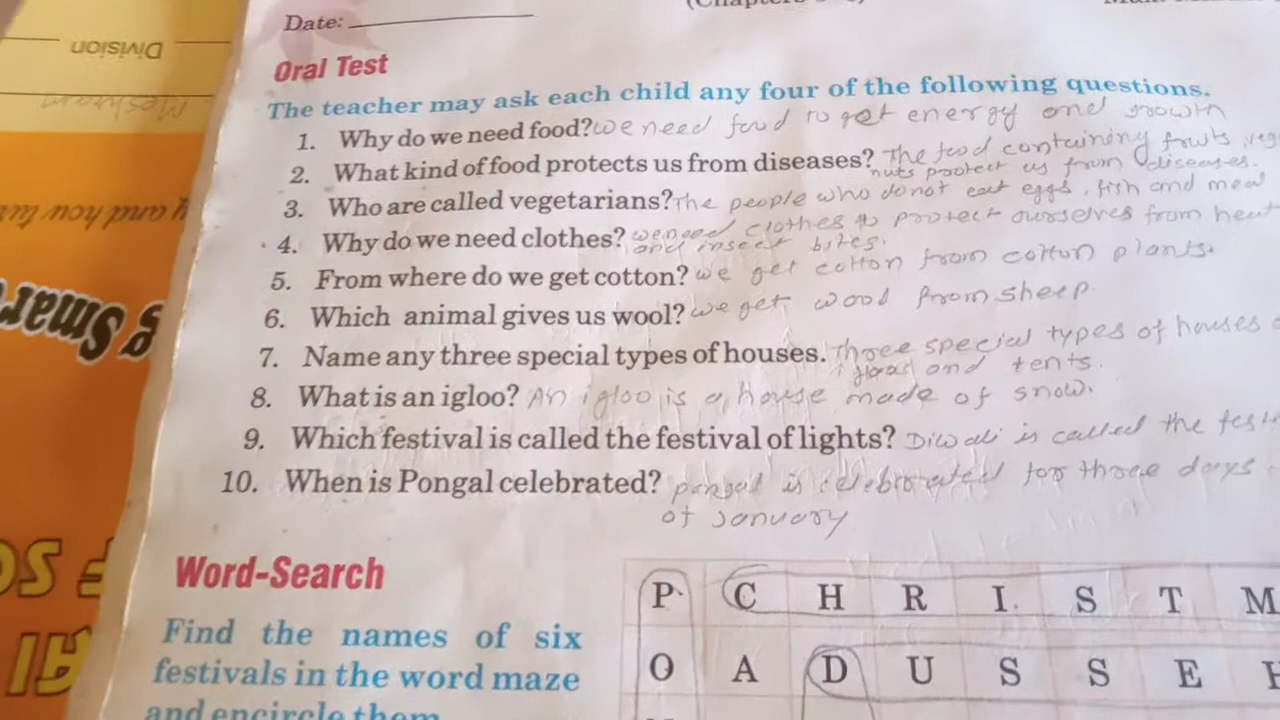 Date:
Division
Oral Test
The teacher may ask each child any four of the following questions.
1. Why do we need food? we need food to get energy and growth
2. What kind of food protects us from diseases? The food containing fruts veg
nuts protect us from diseases.
3. Who are called vegetarians? The people who donot eat eggs, fish and meat
4. Why do we need clothes? we need clothes to protect ourselves from heat
and insect bites.
5. From where do we get cotton? we get cotton from cotton plants.
6. Which animal gives us wool? we get wool from sheep.
7. Name any three special types of houses. Three special types of houses
and tents.
8. What is an igloo? An igloo is a house made of snow.
9. Which festival is called the festival of lights? Diwali is called the fest
10. When is Pongal celebrated? pongal is celebrated for three days
of January
Word-Search
Find the names of six
festivals in the word maze
and encircle them
P C H R I S T M
O A D U S S E H